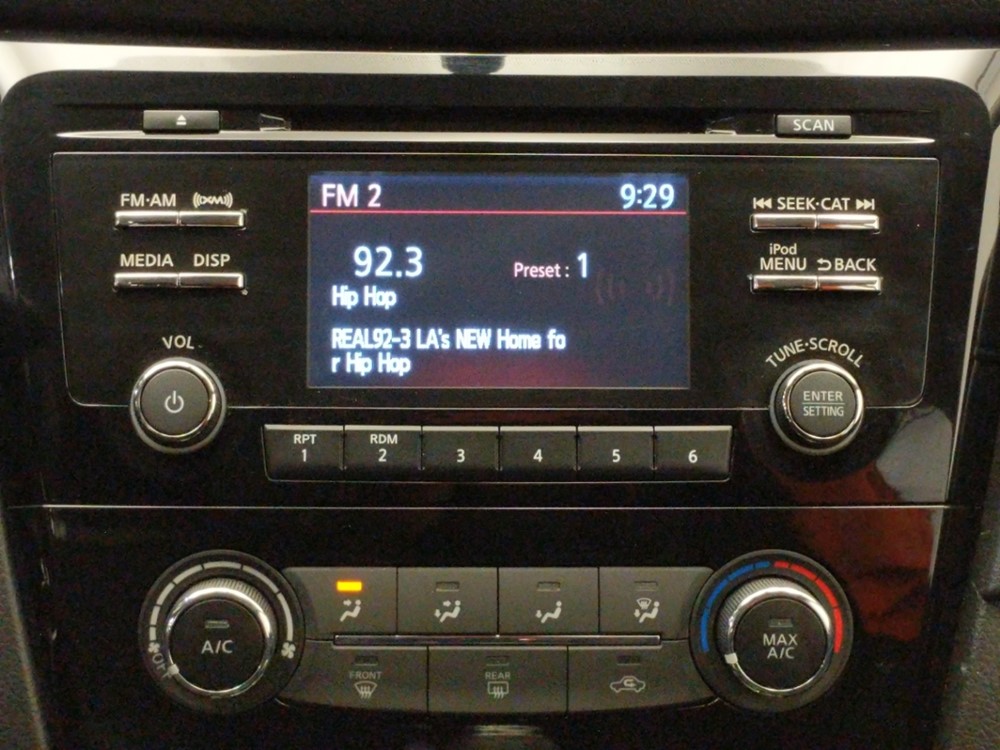 SCAN
FM·AM ((XM))
SEEK·CAT
MEDIA DISP
iPod
MENU BACK
VOL
TUNE·SCROLL
ENTER
SETTING
FM 2 9:29
92.3 Preset : 1
Hip Hop
REAL92-3 LA's NEW Home fo
r Hip Hop
RPT RDM
1 2 3 4 5 6
A/C
OFF
MAX
A/C
FRONT REAR